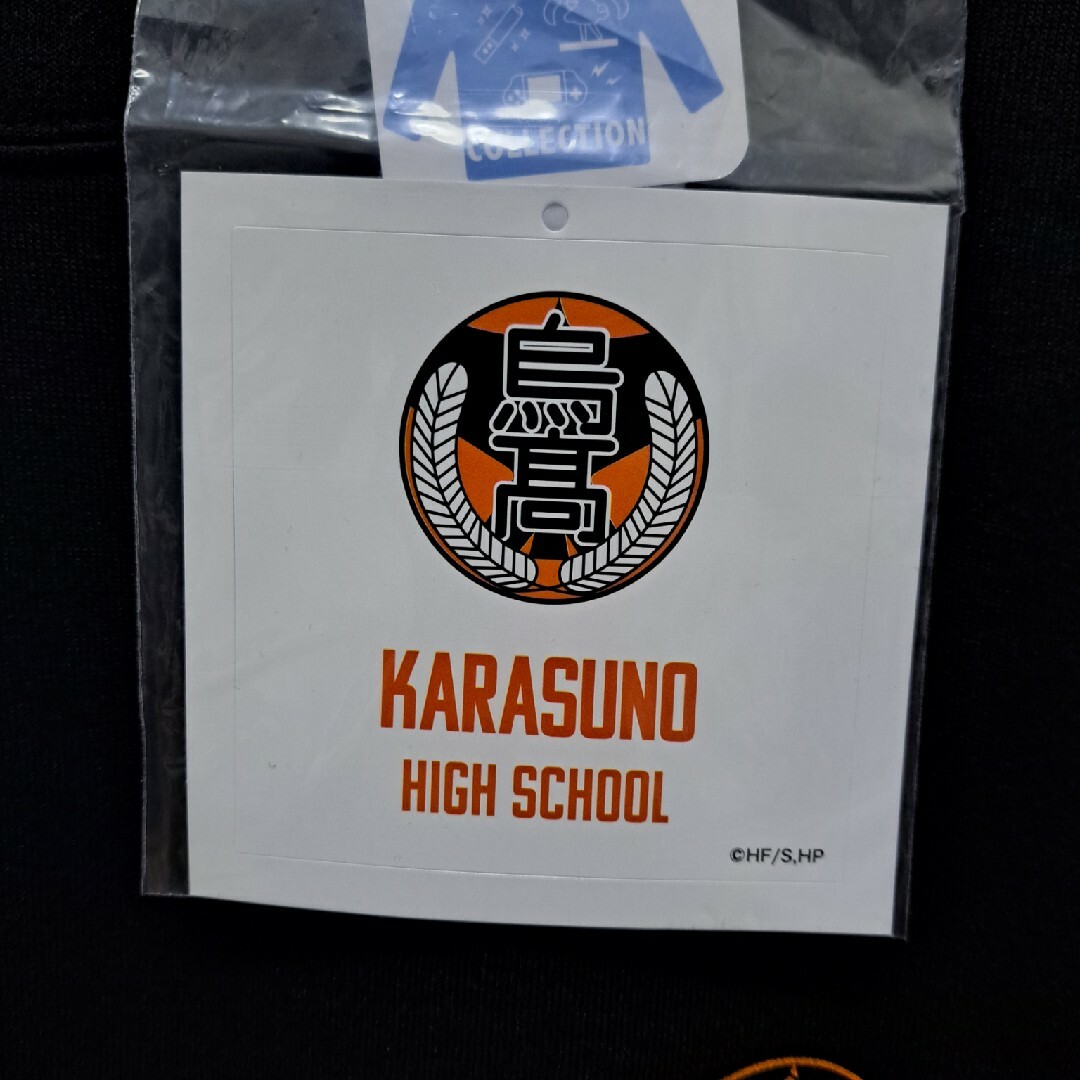 COLLECTION
烏高
KARASUNO
HIGH SCHOOL
©HF/S,HP